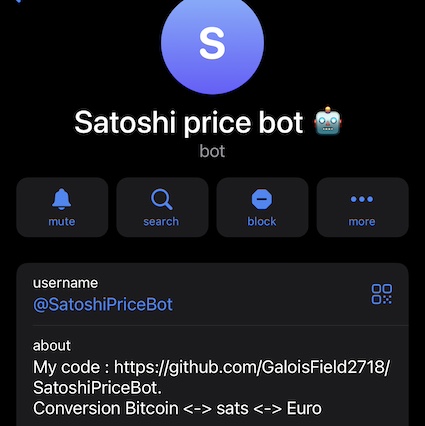 S
Satoshi price bot 🤖
bot
mute search block more
username
@SatoshiPriceBot
about
My code : https://github.com/GaloisField2718/
SatoshiPriceBot.
Conversion Bitcoin <-> sats <-> Euro